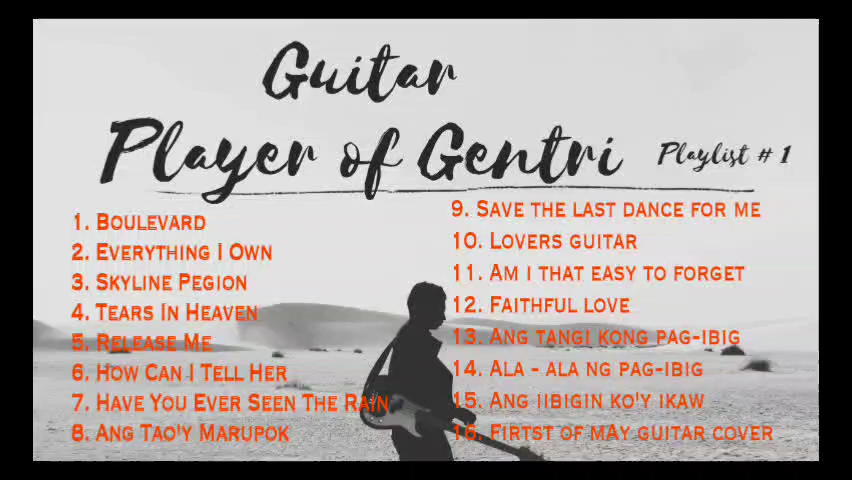 Guitar
Player of Gentri
Playlist # 1
1. Boulevard
2. Everything I Own
3. Skyline Pegion
4. Tears In Heaven
5. Release Me
6. How Can I Tell Her
7. Have You Ever Seen The Rain
8. Ang Tao'y Marupok
9. Save the last dance for me
10. Lovers guitar
11. Am i that easy to forget
12. Faithful love
13. Ang tangi kong pag-ibig
14. Ala - ala ng pag-ibig
15. Ang iibigin ko'y ikaw
16. Firtst of may guitar cover